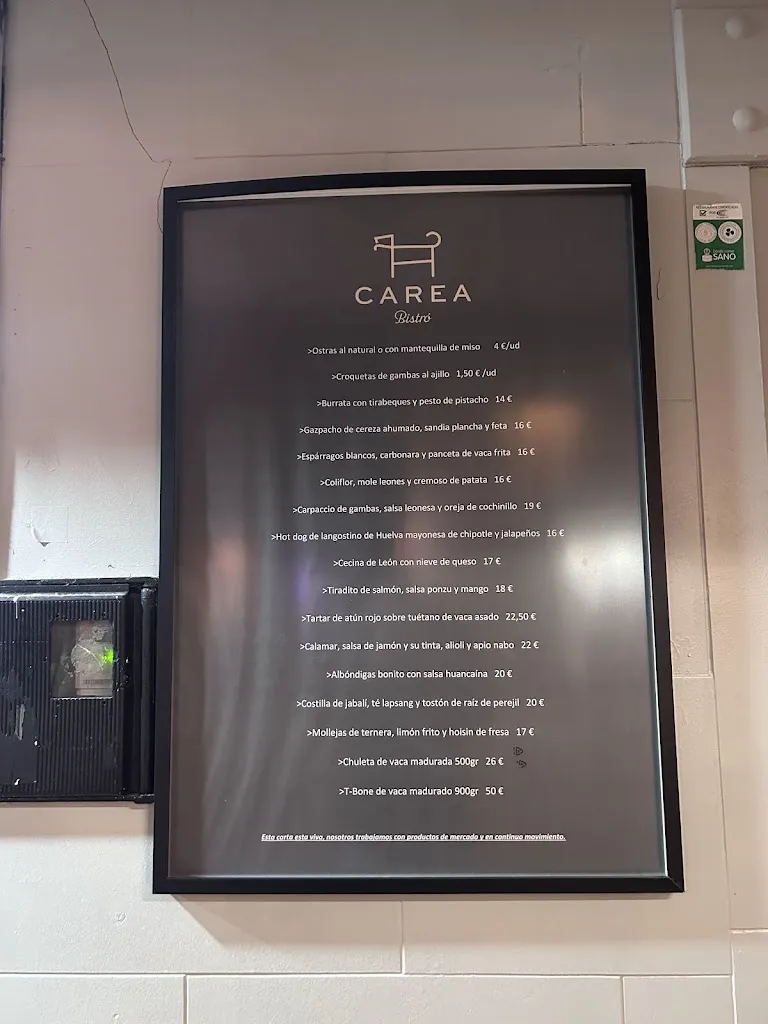 CAREA
Bistró
>Ostras al natural o con mantequilla de miso 4 €/ud
>Croquetas de gambas al ajillo 1,50 €/ud
>Burrata con tirabeques y pesto de pistacho 14 €
>Gazpacho de cereza ahumado, sandia plancha y feta 16 €
>Espárragos blancos, carbonara y panceta de vaca frita 16 €
>Coliflor, mole leones y cremoso de patata 16 €
>Carpaccio de gambas, salsa leonesa y oreja de cochinillo 19 €
>Hot dog de langostino de Huelva mayonesa de chipotle y jalapeños 16 €
>Cecina de León con nieve de queso 17 €
>Tiradito de salmón, salsa ponzu y mango 18 €
>Tartar de atún rojo sobre tuétano de vaca asado 22,50 €
>Calamar, salsa de jamón y su tinta, alioli y apio nabo 22 €
>Albóndigas bonito con salsa huancaína 20 €
>Costilla de jabalí, té lapsang y tostón de raíz de perejil 20 €
>Mollejas de ternera, limón frito y hoisin de fresa 17 €
>Chuleta de vaca madurada 500gr 26 €
>T-Bone de vaca madurado 900gr 50 €
Esta carta esta viva, nosotros trabajamos con productos de mercado y en continuo movimiento.
SANO